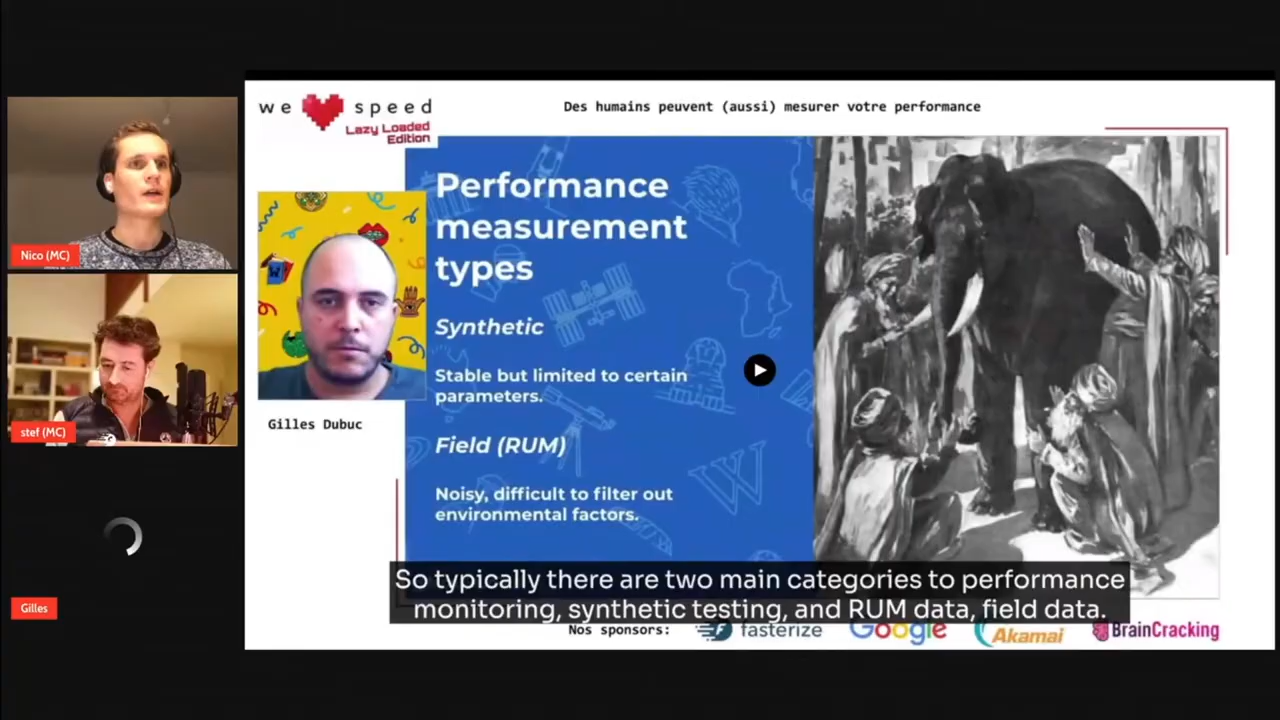 we speed
Lazy Loaded
Edition
Des humains peuvent (aussi) mesurer votre performance
Nico (MC)
stef (MC)
Gilles
Gilles Dubuc
Performance
measurement
types
Synthetic
Stable but limited to certain
parameters.
Field (RUM)
Noisy, difficult to filter out
environmental factors.
W
So typically there are two main categories to performance
monitoring, synthetic testing, and RUM data, field data.
Nos sponsors:
fasterize
Google
Akamai
BrainCracking